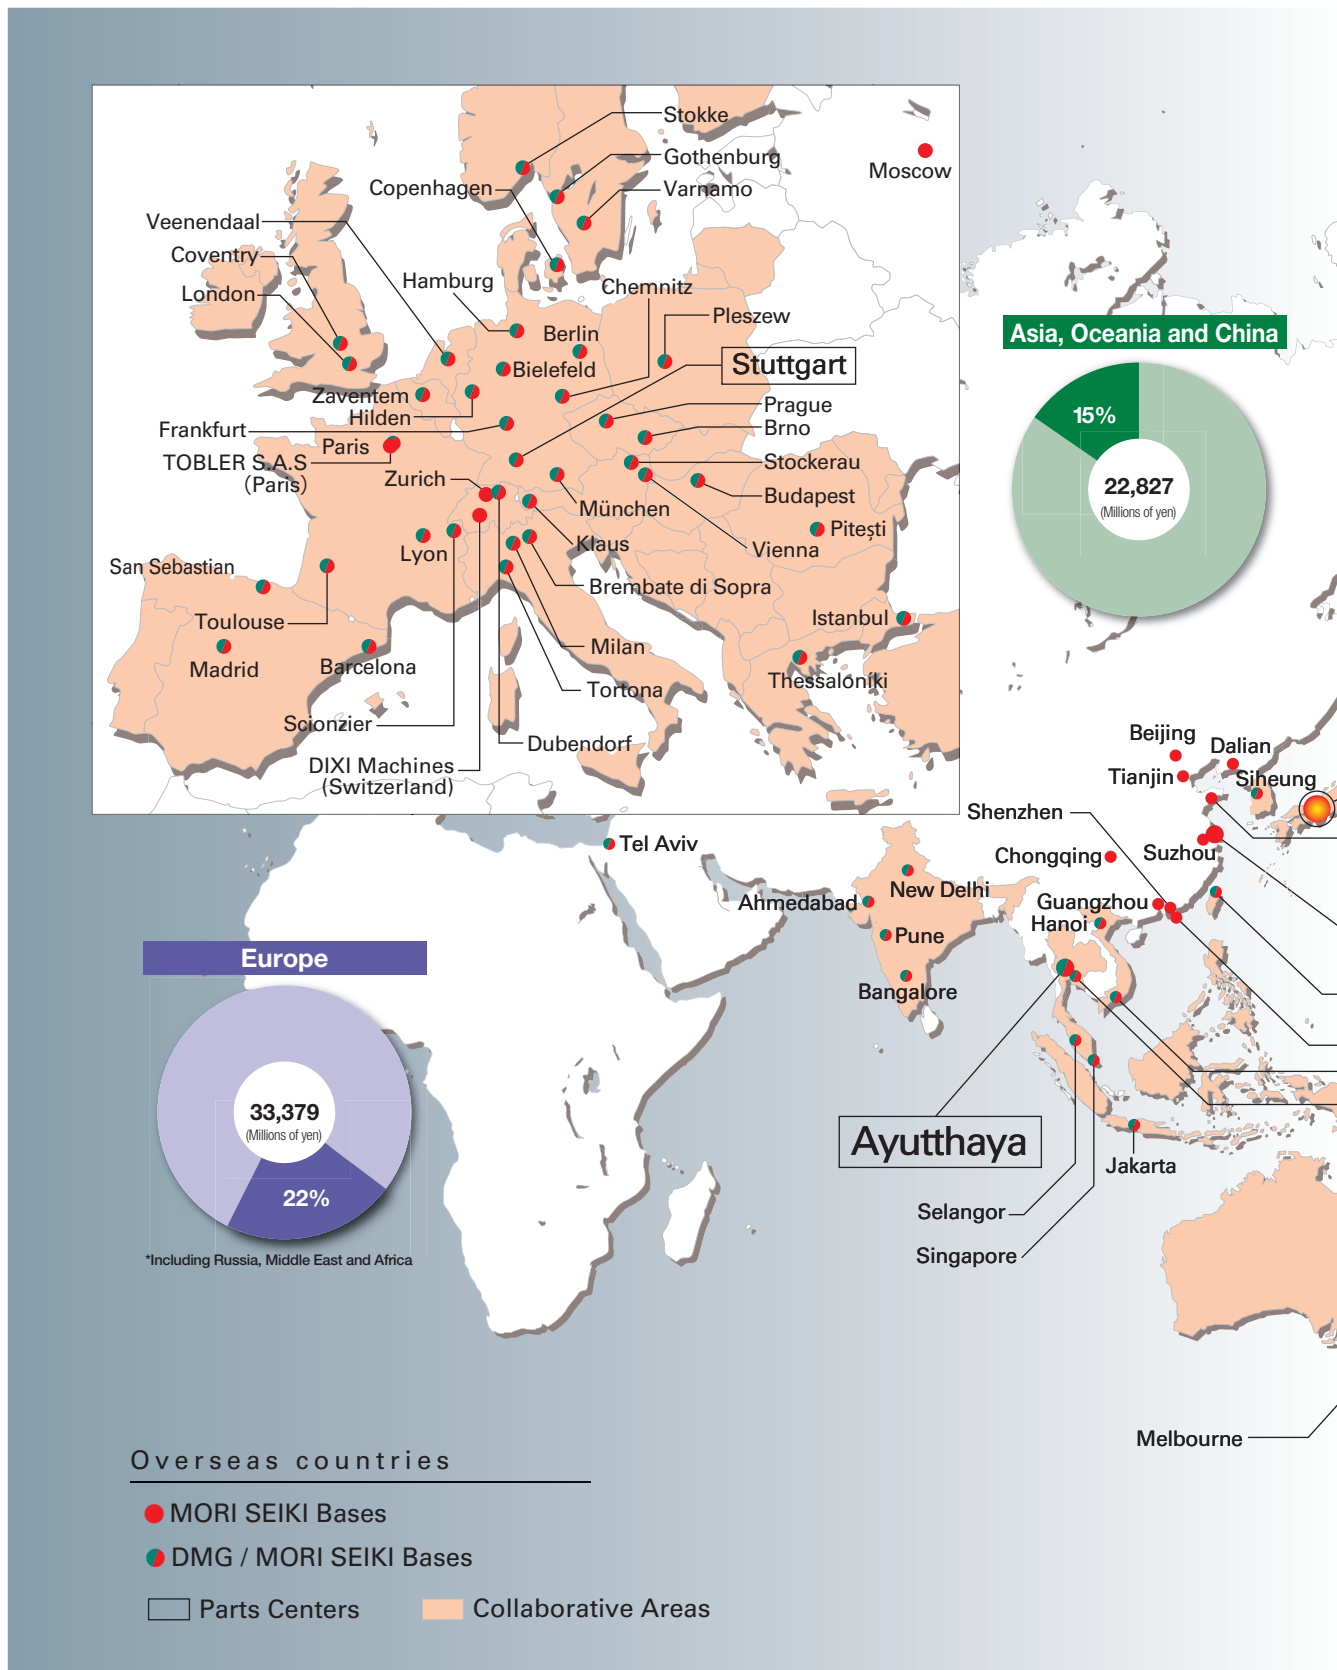 Stokke
Gothenburg
Moscow
Copenhagen
Varnamo
Veenendaal
Coventry
Hamburg
Chemnitz
London
Pleszew
Berlin
Stuttgart
Bielefeld
Zaventem
Hilden
Prague
Frankfurt
Brno
Paris
TOBLER S.A.S
(Paris)
Stockerau
Zurich
Budapest
München
Pitești
Klaus
Vienna
Lyon
San Sebastian
Brembate di Sopra
Toulouse
Istanbul
Milan
Madrid
Barcelona
Thessaloniki
Tortona
Scionzier
Dubendorf
DIXI Machines
(Switzerland)
Asia, Oceania and China
15%
22,827
(Millions of yen)
Beijing
Dalian
Tianjin
Siheung
Shenzhen
Chongqing
Suzhou
Tel Aviv
New Delhi
Ahmedabad
Guangzhou
Hanoi
Pune
Bangalore
Europe
33,379
(Millions of yen)
22%
*Including Russia, Middle East and Africa
Ayutthaya
Jakarta
Selangor
Singapore
Melbourne
Overseas countries
MORI SEIKI Bases
DMG / MORI SEIKI Bases
Parts Centers
Collaborative Areas